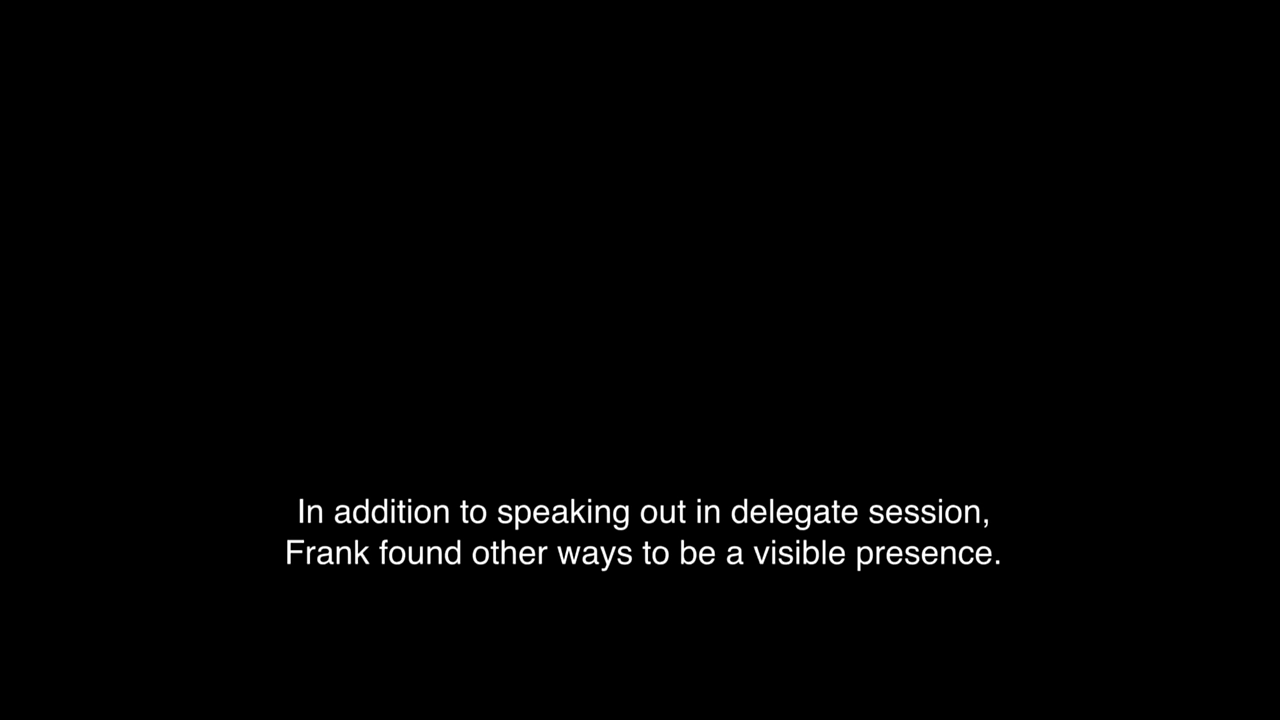 In addition to speaking out in delegate session,
Frank found other ways to be a visible presence.